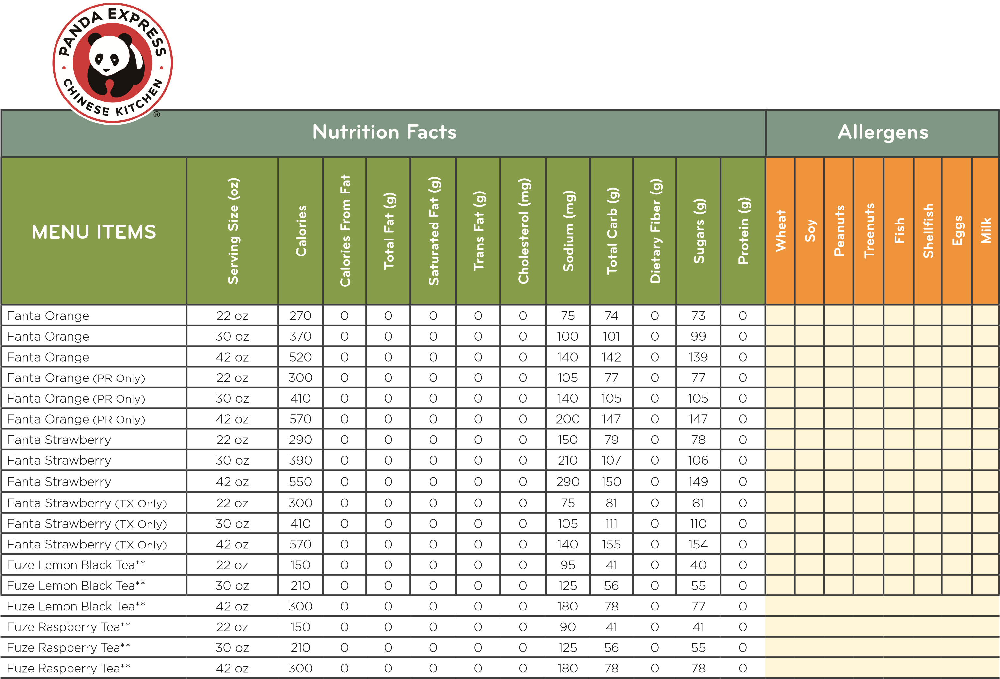 PANDA EXPRESS
CHINESE KITCHEN
®
Nutrition Facts Allergens
MENU ITEMS Serving Size (oz) Calories Calories From Fat Total Fat (g) Saturated Fat (g) Trans Fat (g) Cholesterol (mg) Sodium (mg) Total Carb (g) Dietary Fiber (g) Sugars (g) Protein (g) Wheat Soy Peanuts Treenuts Fish Shellfish Eggs Milk
Fanta Orange 22 oz 270 0 0 0 0 0 75 74 0 73 0
Fanta Orange 30 oz 370 0 0 0 0 0 100 101 0 99 0
Fanta Orange 42 oz 520 0 0 0 0 0 140 142 0 139 0
Fanta Orange (PR Only) 22 oz 300 0 0 0 0 0 105 77 0 77 0
Fanta Orange (PR Only) 30 oz 410 0 0 0 0 0 140 105 0 105 0
Fanta Orange (PR Only) 42 oz 570 0 0 0 0 0 200 147 0 147 0
Fanta Strawberry 22 oz 290 0 0 0 0 0 150 79 0 78 0
Fanta Strawberry 30 oz 390 0 0 0 0 0 210 107 0 106 0
Fanta Strawberry 42 oz 550 0 0 0 0 0 290 150 0 149 0
Fanta Strawberry (TX Only) 22 oz 300 0 0 0 0 0 75 81 0 81 0
Fanta Strawberry (TX Only) 30 oz 410 0 0 0 0 0 105 111 0 110 0
Fanta Strawberry (TX Only) 42 oz 570 0 0 0 0 0 140 155 0 154 0
Fuze Lemon Black Tea** 22 oz 150 0 0 0 0 0 95 41 0 40 0
Fuze Lemon Black Tea** 30 oz 210 0 0 0 0 0 125 56 0 55 0
Fuze Lemon Black Tea** 42 oz 300 0 0 0 0 0 180 78 0 77 0
Fuze Raspberry Tea** 22 oz 150 0 0 0 0 0 90 41 0 41 0
Fuze Raspberry Tea** 30 oz 210 0 0 0 0 0 125 56 0 55 0
Fuze Raspberry Tea** 42 oz 300 0 0 0 0 0 180 78 0 78 0